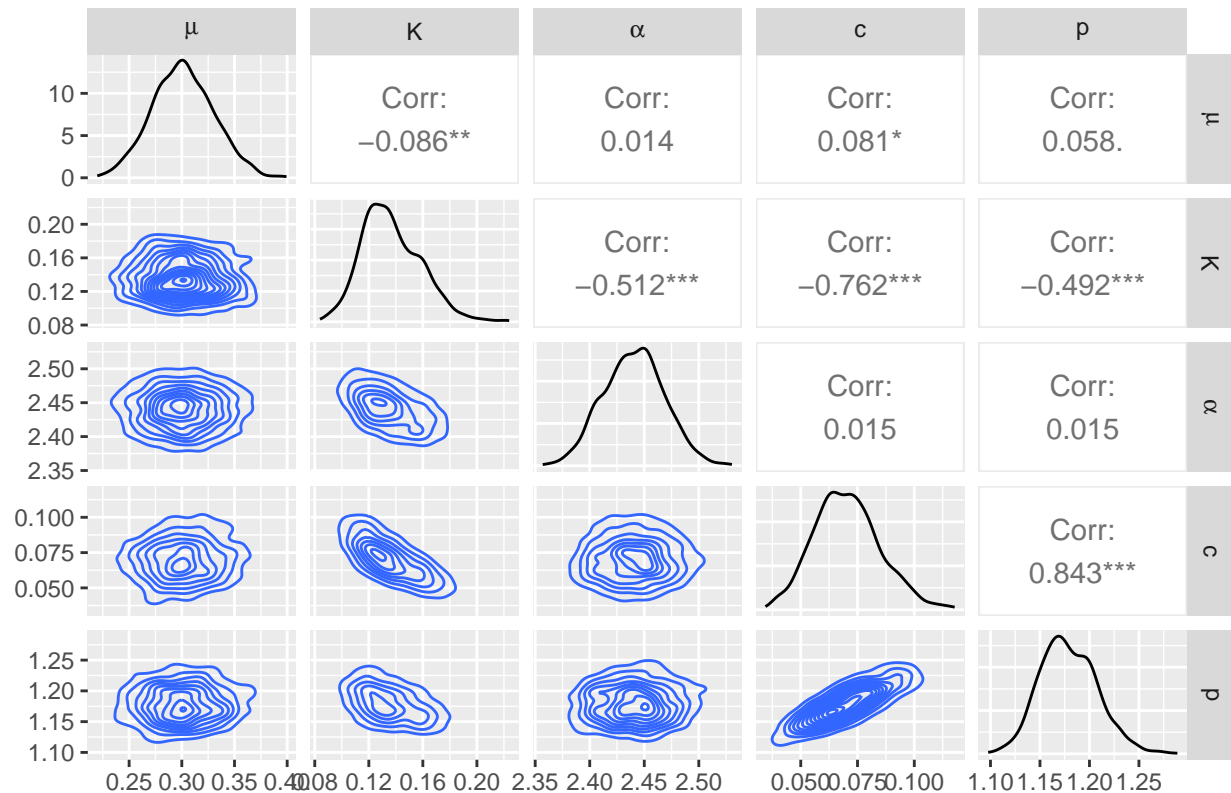 μ K α c p
10
5
0
Corr:
−0.086**
Corr:
0.014
Corr:
0.081*
Corr:
0.058.
μ
0.20
0.16
0.12
0.08
Corr:
−0.512***
Corr:
−0.762***
Corr:
−0.492***
K
2.50
2.45
2.40
2.35
Corr:
0.015
Corr:
0.015
α
0.100
0.075
0.050
Corr:
0.843***
c
1.25
1.20
1.15
1.10
p
0.25 0.30 0.35 0.40
0.08 0.12 0.16 0.20
2.35 2.40 2.45 2.50
0.050 0.075 0.100
1.10 1.15 1.20 1.25